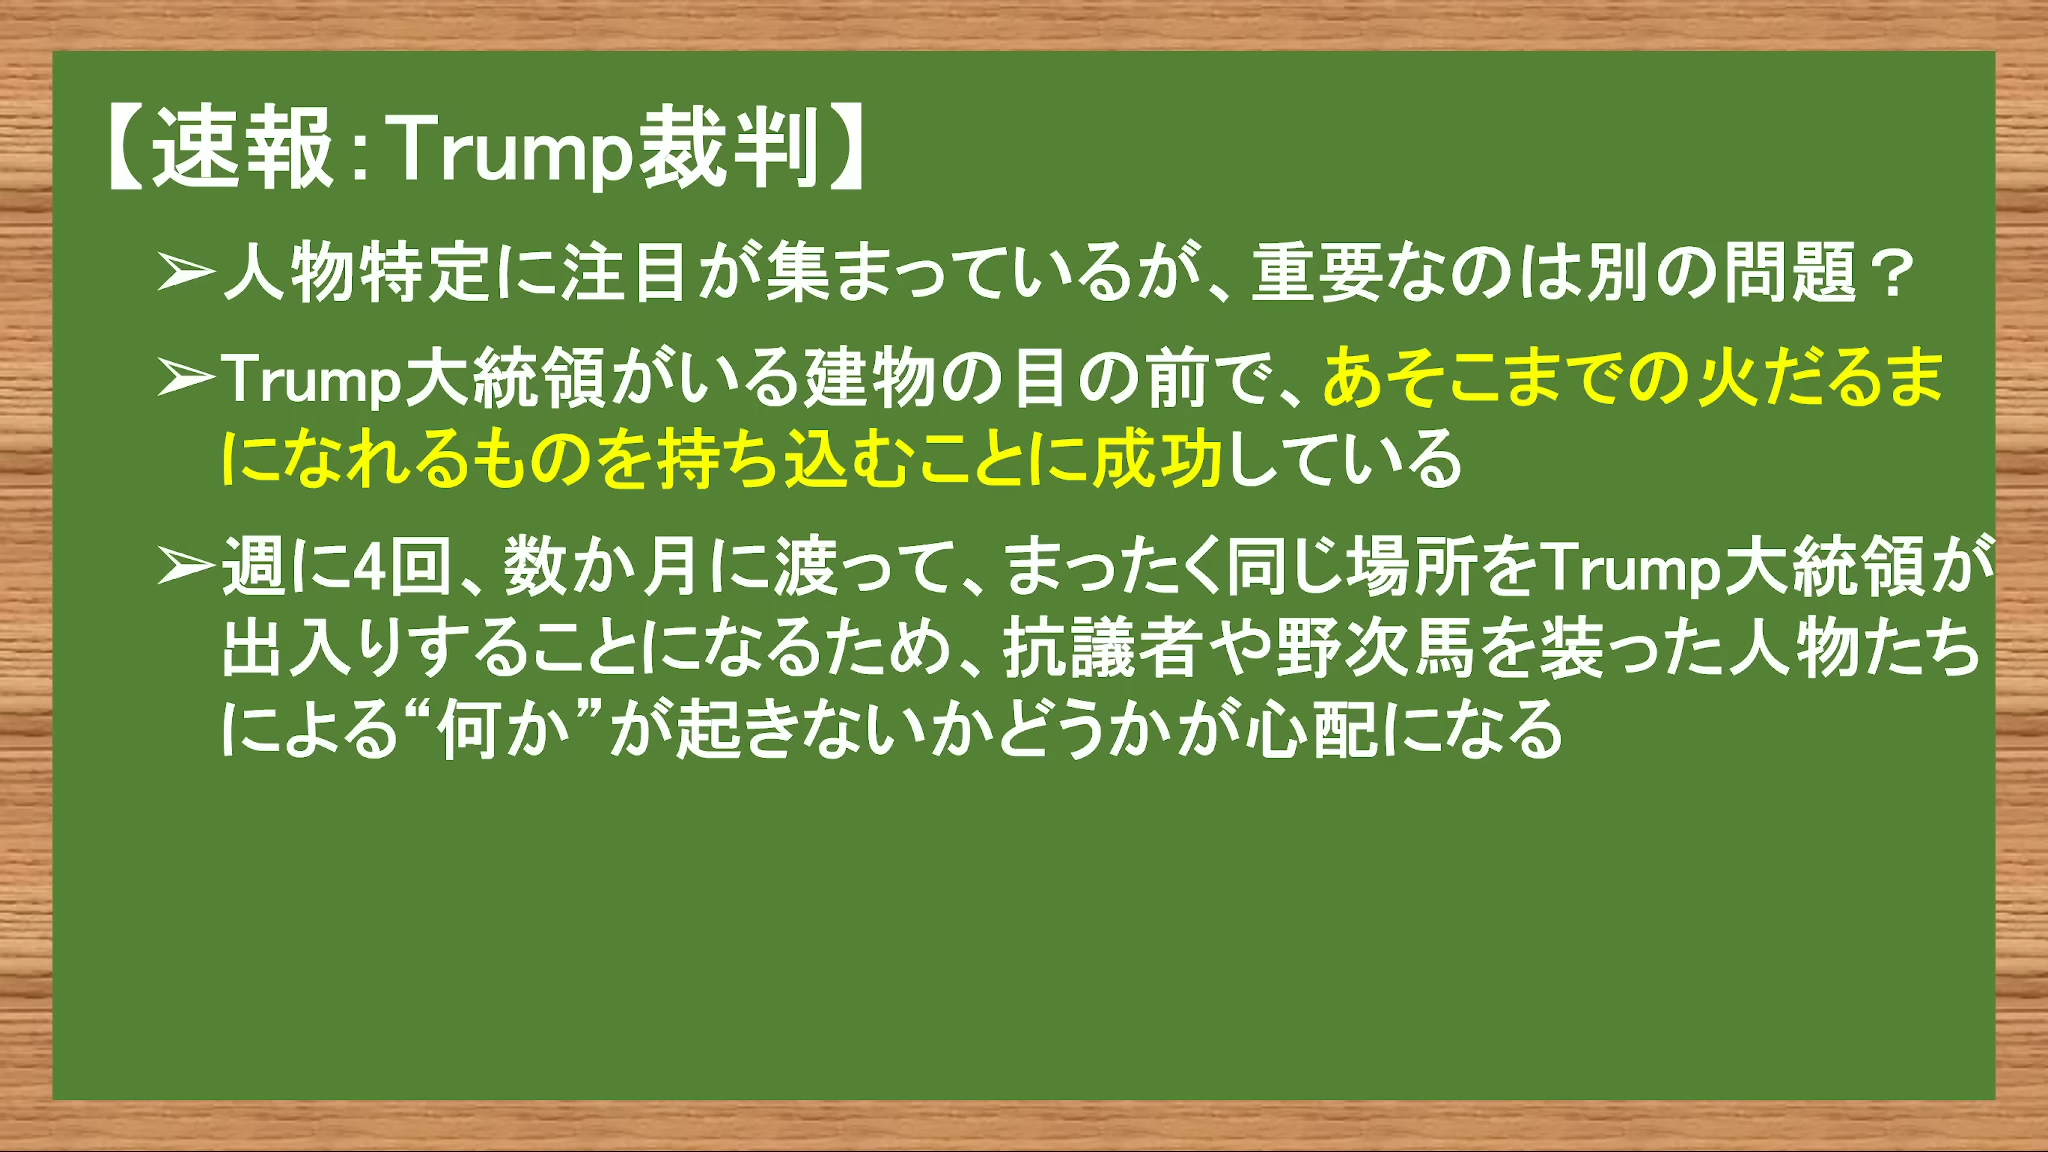 【速報：Trump裁判】
➢人物特定に注目が集まっているが、重要なのは別の問題？
➢Trump大統領がいる建物の目の前で、あそこまでの火だるま
になれるものを持ち込むことに成功している
➢週に4回、数か月に渡って、まったく同じ場所をTrump大統領が
出入りすることになるため、抗議者や野次馬を装った人物たち
による“何か”が起きないかどうかが心配になる